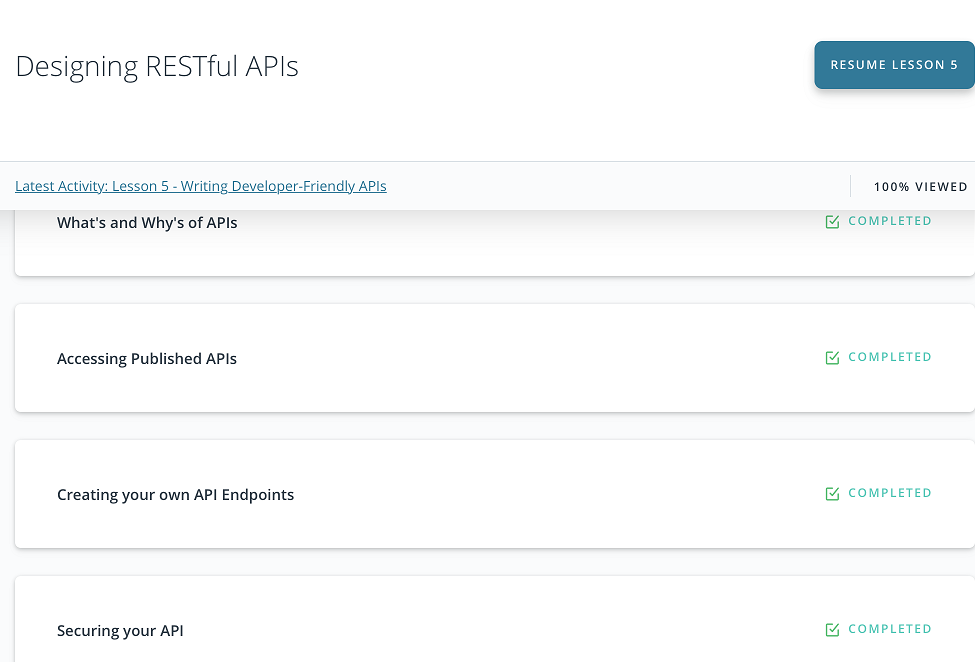 Designing RESTful APIs
RESUME LESSON 5
Latest Activity: Lesson 5 - Writing Developer-Friendly APIs
100% VIEWED
What's and Why's of APIs
COMPLETED
Accessing Published APIs
COMPLETED
Creating your own API Endpoints
COMPLETED
Securing your API
COMPLETED